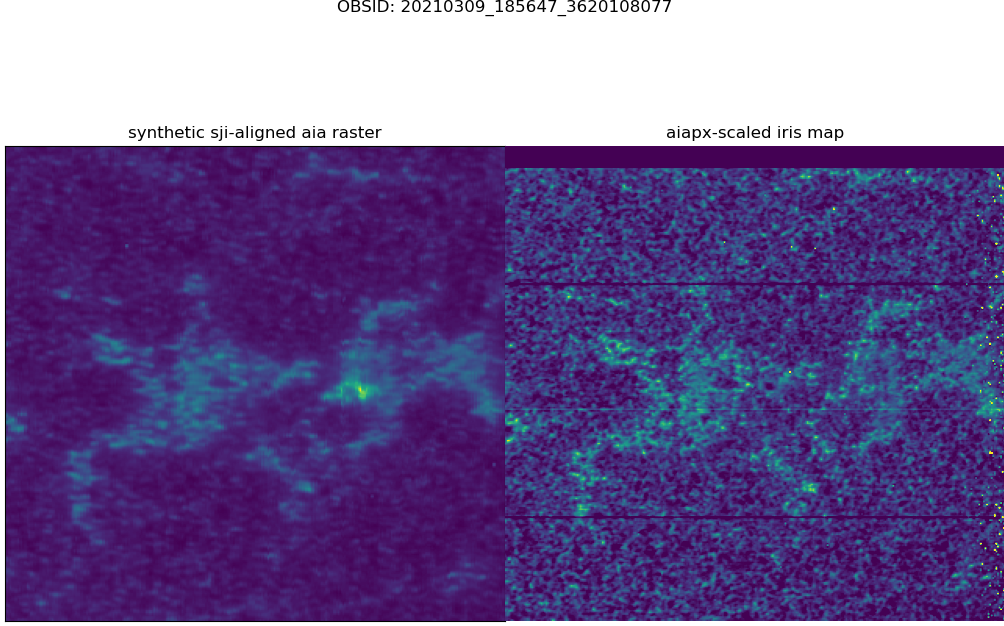 OBSID: 20210309_185647_3620108077
synthetic sji-aligned aia raster
aiapx-scaled iris map